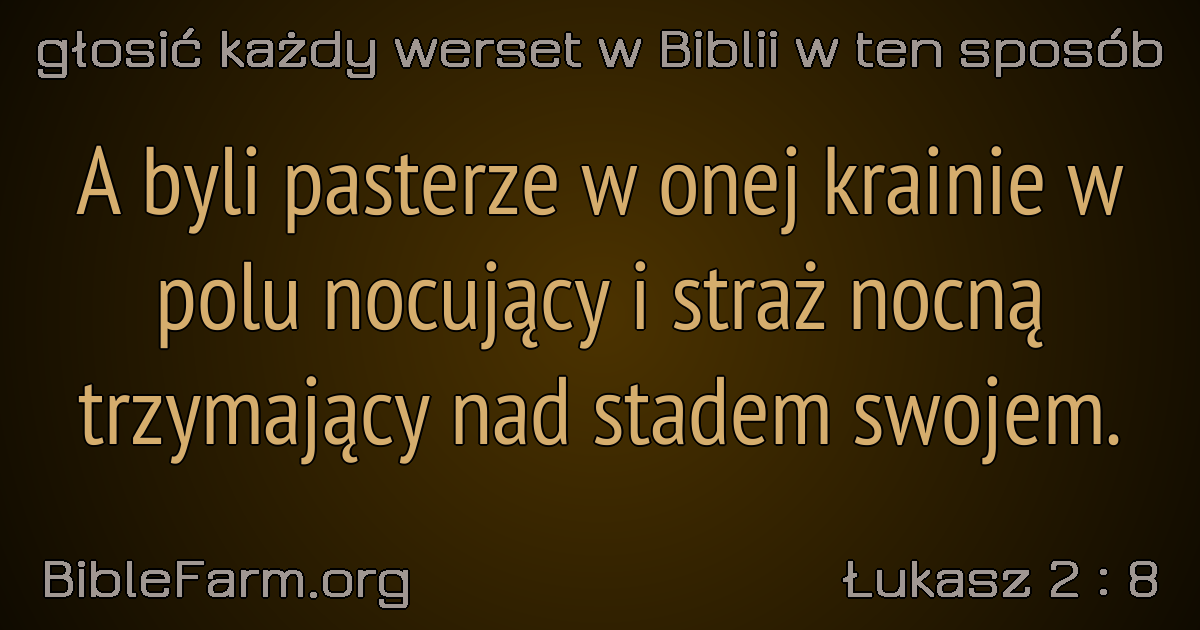 głosić każdy werset w Biblii w ten sposób
A byli pasterze w onej krainie w
polu nocujący i straż nocną
trzymający nad stadem swojem.
BibleFarm.org
Łukasz 2 : 8